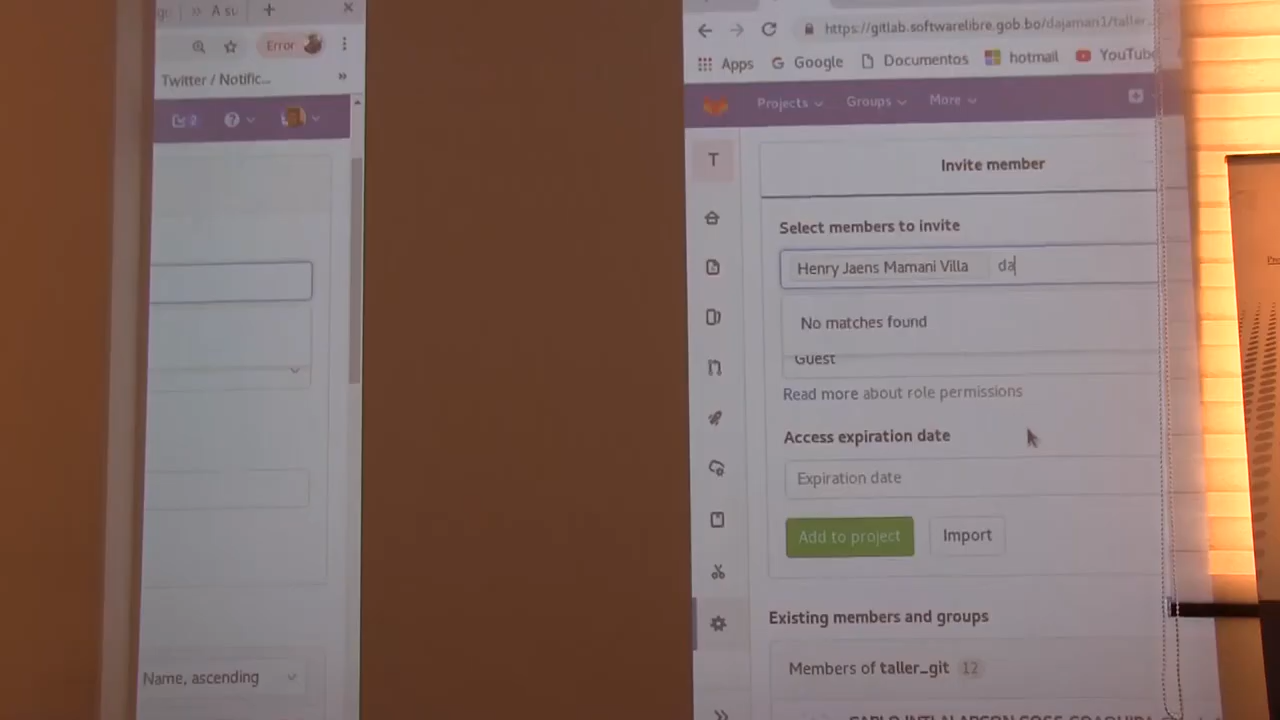 A su
Error
Twitter / Notific...
2
Name, ascending
https://gitlab.softwarelibre.gob.bo/dajaman1/taller
Apps Google Documentos hotmail YouTube
Projects Groups More
T
Invite member
Select members to invite
Henry Jaens Mamani Villa da
No matches found
Guest
Read more about role permissions
Access expiration date
Expiration date
Add to project Import
Existing members and groups
Members of taller_git 12